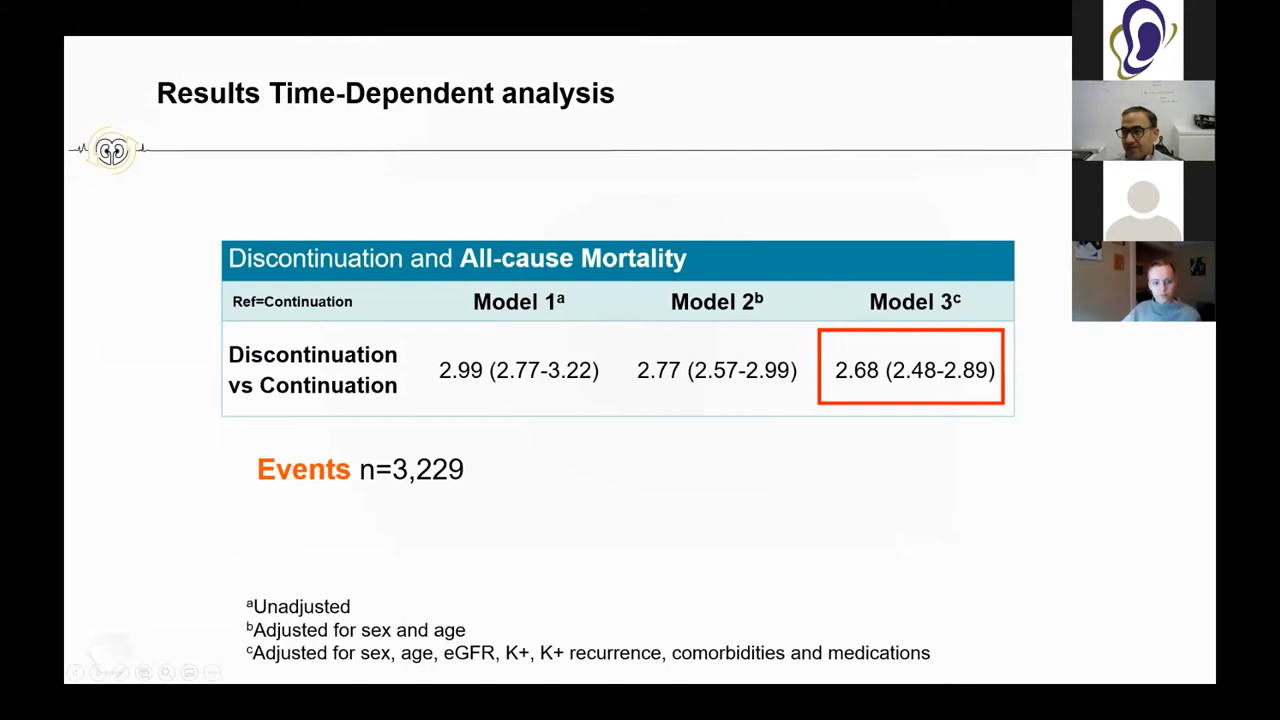 Results Time-Dependent analysis
Discontinuation and All-cause Mortality
Ref=Continuation Model 1ᵃ Model 2ᵇ Model 3ᶜ
Discontinuation
vs Continuation 2.99 (2.77-3.22) 2.77 (2.57-2.99) 2.68 (2.48-2.89)
Events n=3,229
ᵃUnadjusted
ᵇAdjusted for sex and age
ᶜAdjusted for sex, age, eGFR, K+, K+ recurrence, comorbidities and medications